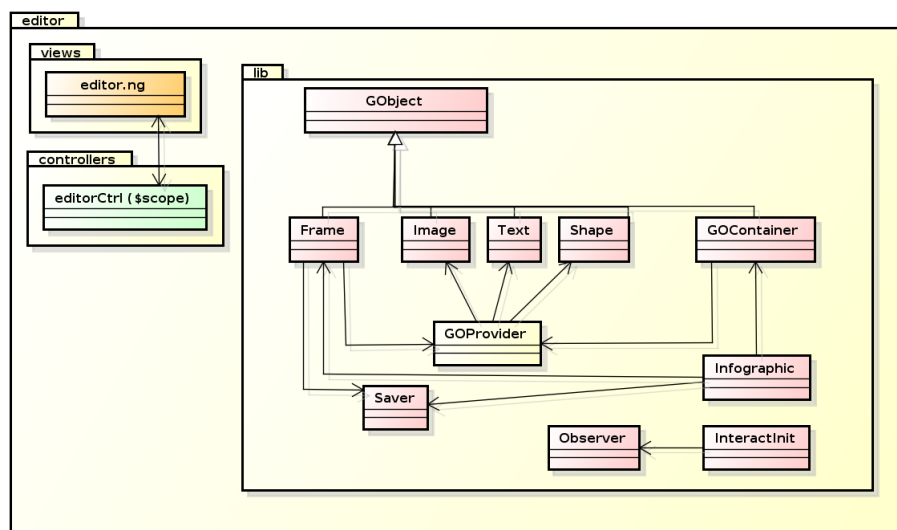 editor
views
editor.ng
controllers
editorCtrl ($scope)
lib
GObject
Frame
Image
Text
Shape
GOContainer
GOProvider
Infographic
Saver
Observer
InteractInit